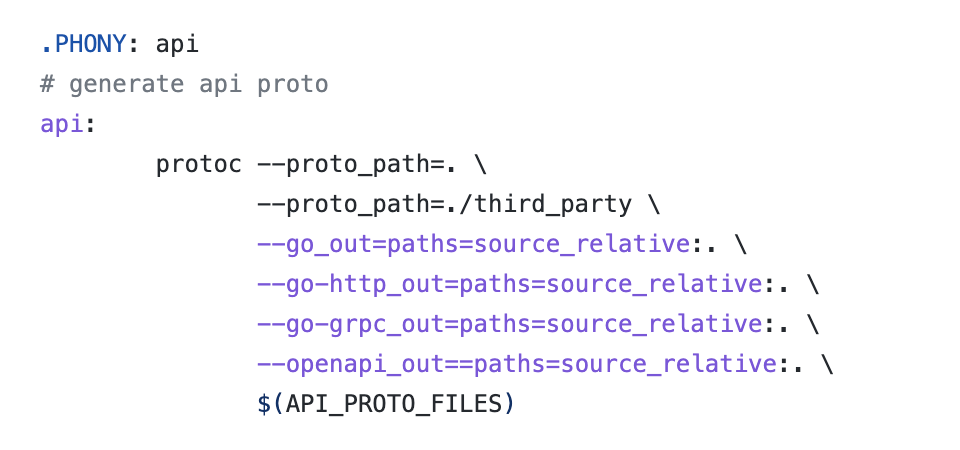 .PHONY: api
# generate api proto
api:
        protoc --proto_path=. \
               --proto_path=./third_party \
               --go_out=paths=source_relative:. \
               --go-http_out=paths=source_relative:. \
               --go-grpc_out=paths=source_relative:. \
               --openapi_out==paths=source_relative:. \
               $(API_PROTO_FILES)